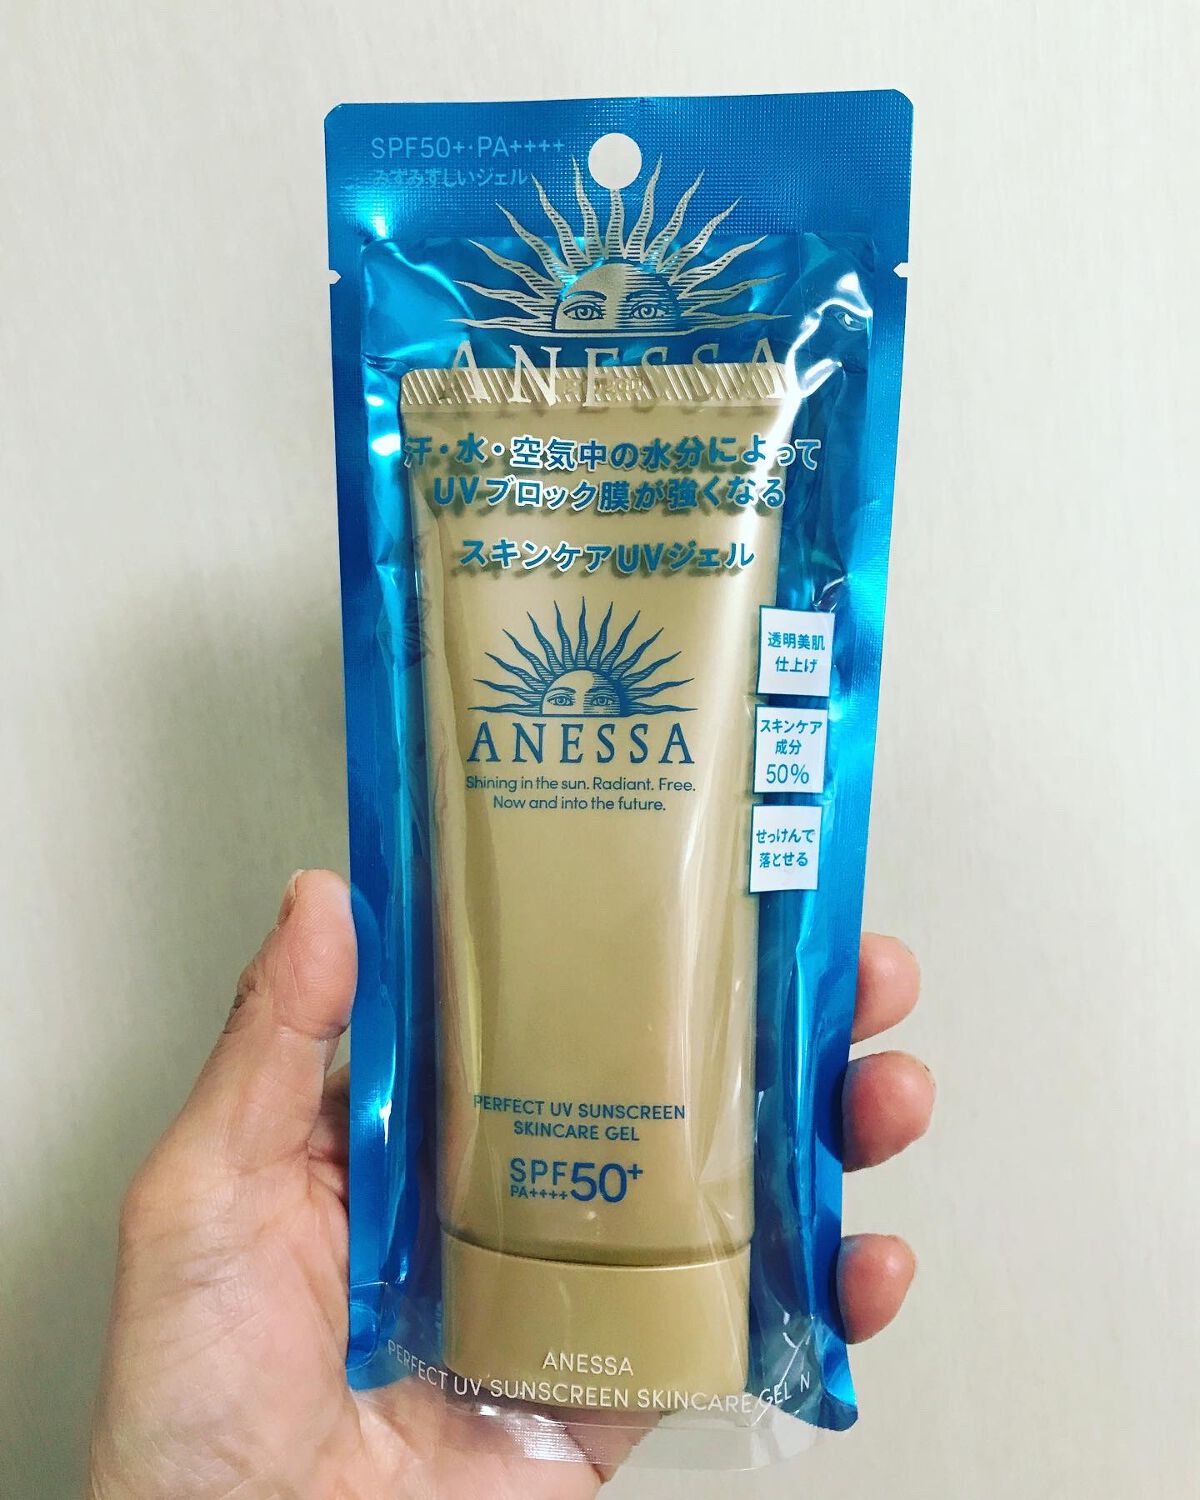 SPF50+・PA++++
みずみずしいジェル
ANESSA
汗・水・空気中の水分によって
UVブロック膜が強くなる
スキンケアUVジェル
ANESSA
Shining in the sun. Radiant. Free.
Now and into the future.
透明美肌
仕上げ
スキンケア
成分
50%
せっけんで
落とせる
PERFECT UV SUNSCREEN
SKINCARE GEL
SPF50+
PA++++
ANESSA
PERFECT UV SUNSCREEN SKINCARE GEL N